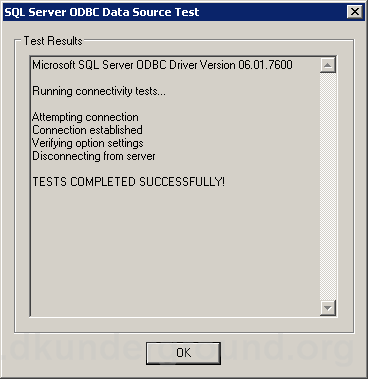 SQL Server ODBC Data Source Test
Test Results
Microsoft SQL Server ODBC Driver Version 06.01.7600
Running connectivity tests...
Attempting connection
Connection established
Verifying option settings
Disconnecting from server
TESTS COMPLETED SUCCESSFULLY!
OK
.dkunderground.org